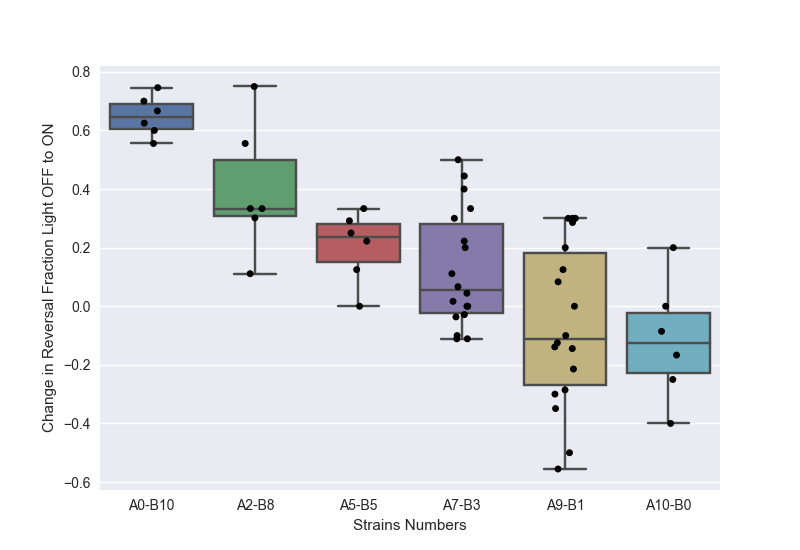 0.8
0.6
0.4
0.2
0.0
−0.2
−0.4
−0.6
Change in Reversal Fraction Light OFF to ON
A0-B10 A2-B8 A5-B5 A7-B3 A9-B1 A10-B0
Strains Numbers